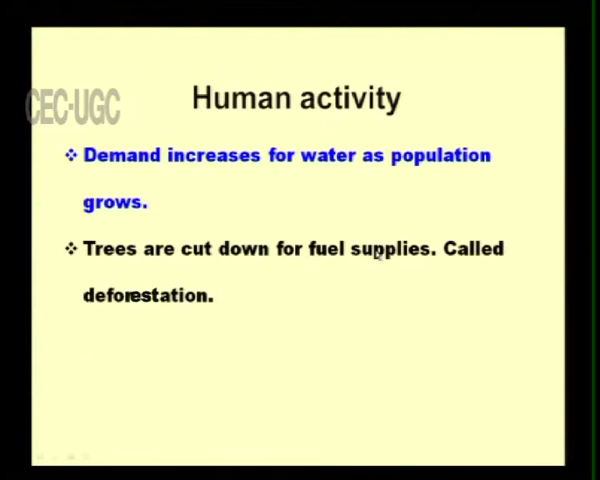 CEC-UGC
Human activity
Demand increases for water as population
grows.
Trees are cut down for fuel supplies. Called
deforestation.